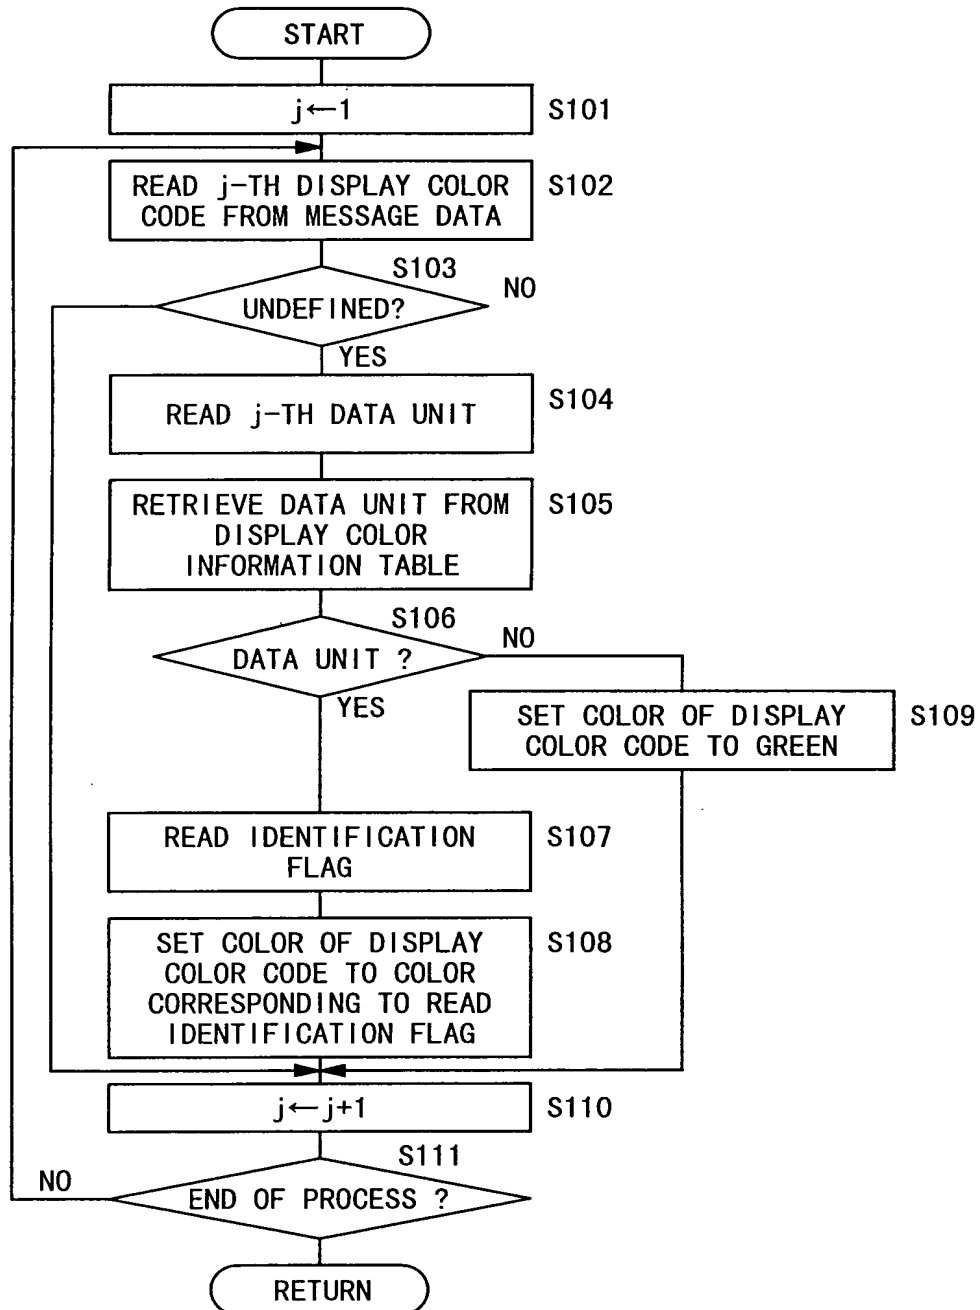 START
j←1
S101
READ j-TH DISPLAY COLOR
CODE FROM MESSAGE DATA
S102
S103
UNDEFINED?
NO
YES
READ j-TH DATA UNIT
S104
RETRIEVE DATA UNIT FROM
DISPLAY COLOR
INFORMATION TABLE
S105
S106
DATA UNIT ?
NO
YES
SET COLOR OF DISPLAY
COLOR CODE TO GREEN
S109
READ IDENTIFICATION
FLAG
S107
SET COLOR OF DISPLAY
COLOR CODE TO COLOR
CORRESPONDING TO READ
IDENTIFICATION FLAG
S108
j←j+1
S110
S111
NO
END OF PROCESS ?
RETURN